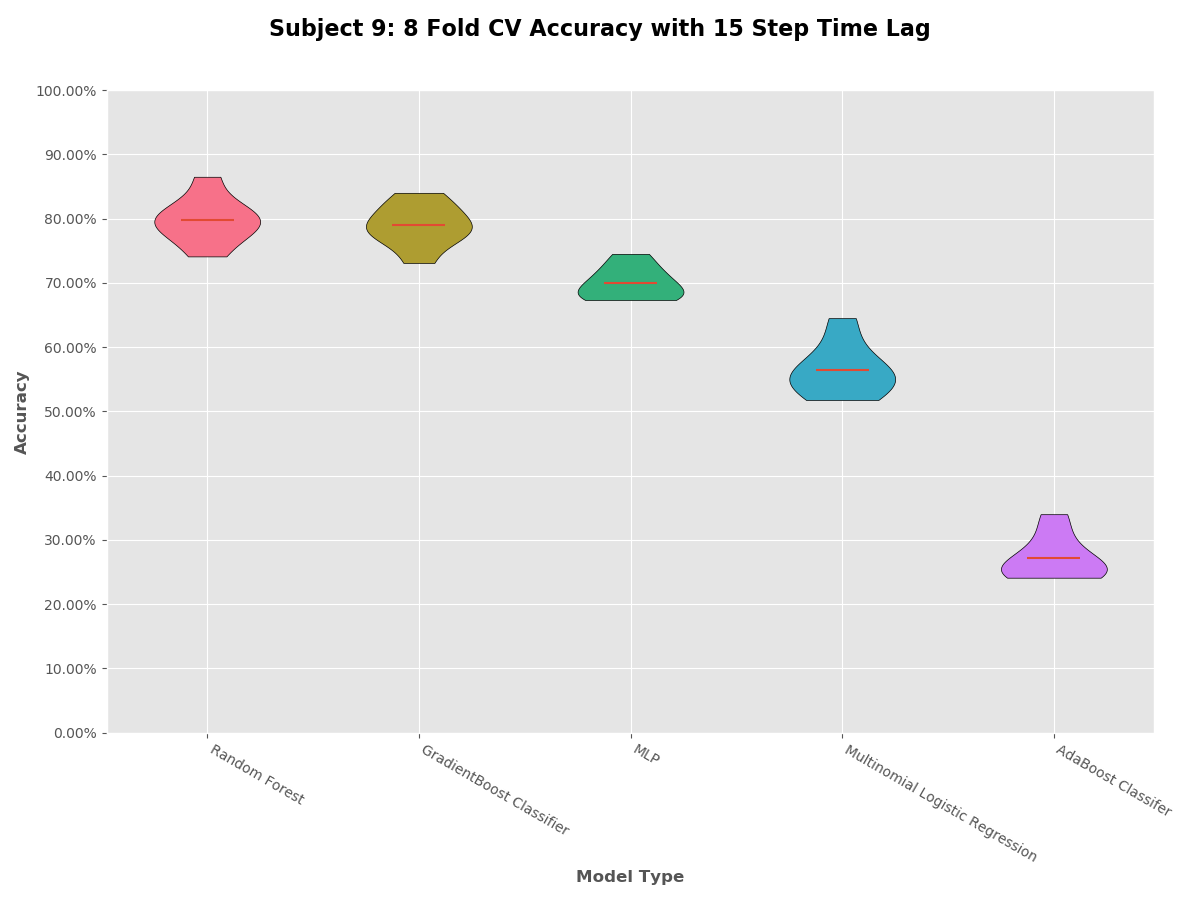 Subject 9: 8 Fold CV Accuracy with 15 Step Time Lag
100.00%
90.00%
80.00%
70.00%
60.00%
50.00%
40.00%
30.00%
20.00%
10.00%
0.00%
Accuracy
Random Forest
GradientBoost Classifier
MLP
Multinomial Logistic Regression
AdaBoost Classifer
Model Type